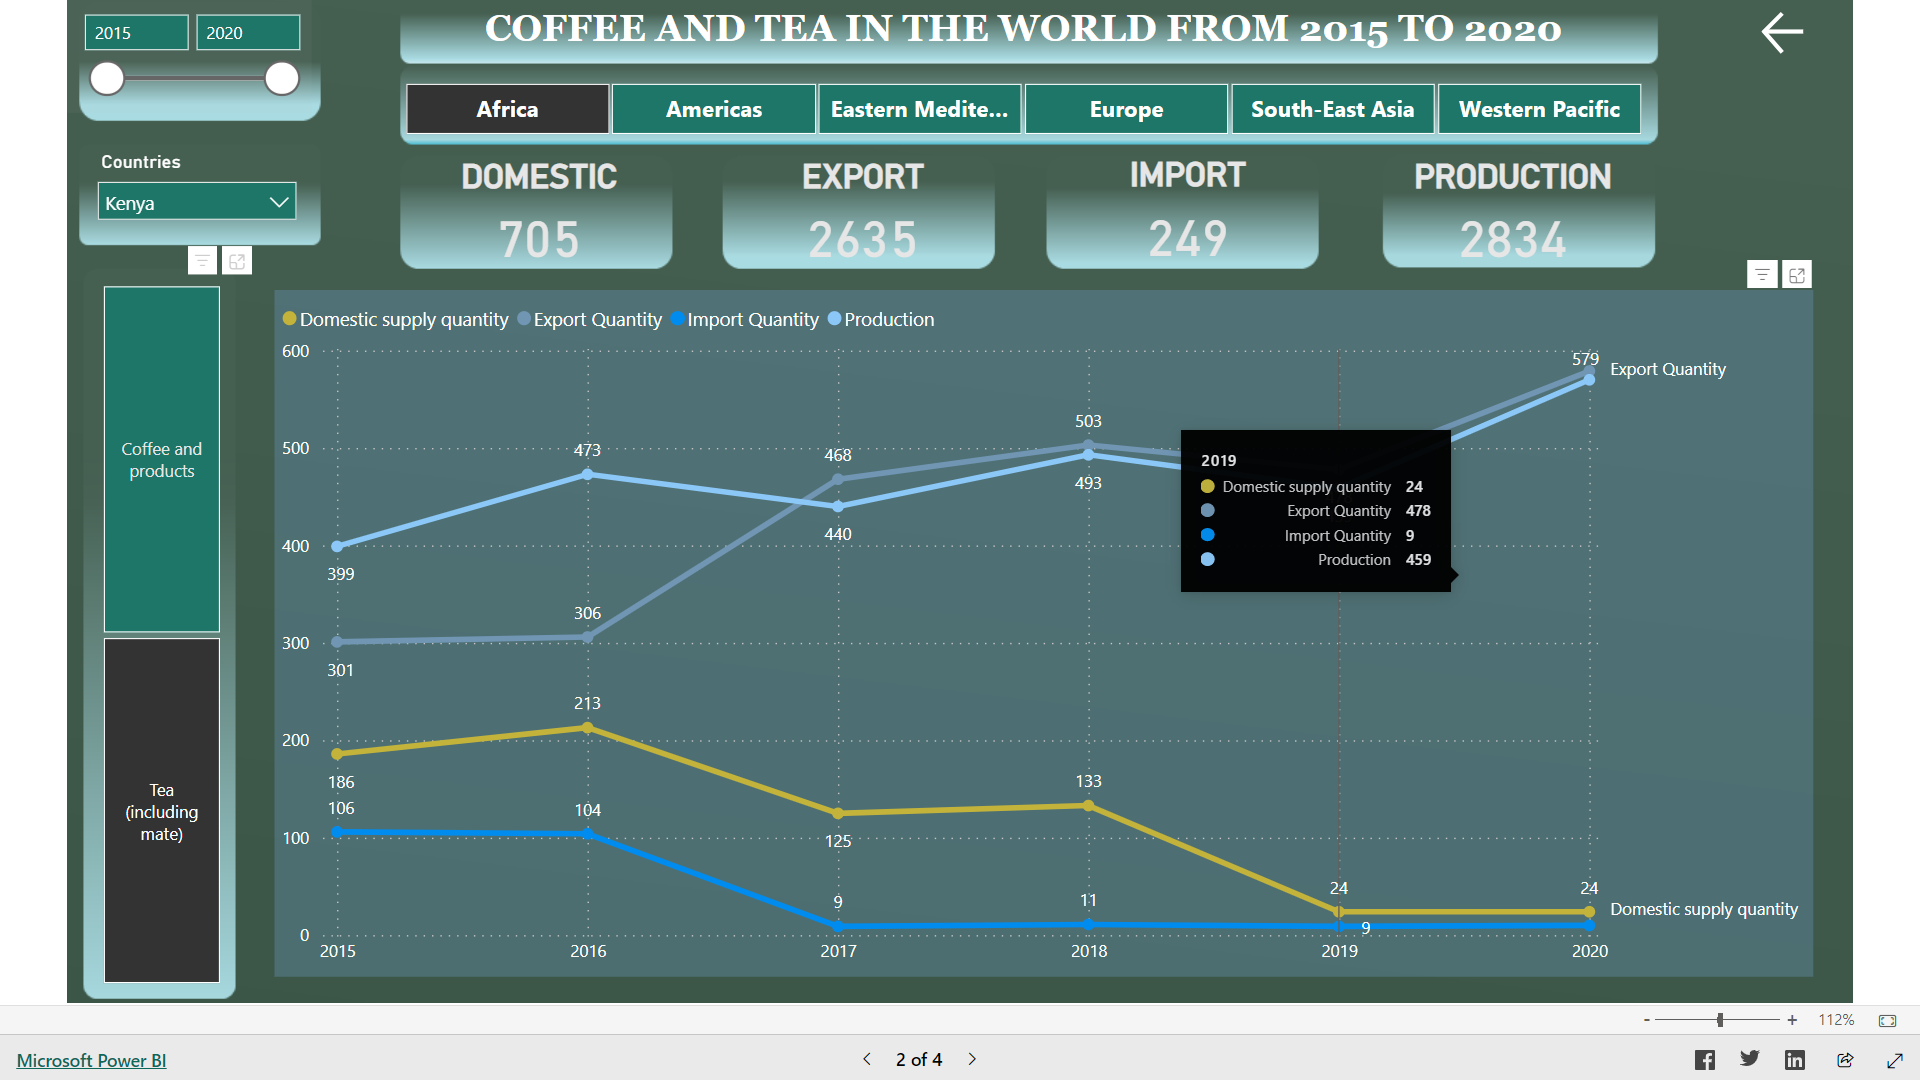 2015
2020
COFFEE AND TEA IN THE WORLD FROM 2015 TO 2020
Africa
Americas
Eastern Medite...
Europe
South-East Asia
Western Pacific
Countries
Kenya
DOMESTIC
705
EXPORT
2635
IMPORT
249
PRODUCTION
2834
Coffee and
products
Tea
(including
mate)
Domestic supply quantity
Export Quantity
Import Quantity
Production
600
500
400
300
200
100
0
399
473
468
440
503
493
579
Export Quantity
301
306
186
213
125
133
24
24
Domestic supply quantity
106
104
9
11
9
2019
Domestic supply quantity 24
Export Quantity 478
Import Quantity 9
Production 459
2015
2016
2017
2018
2019
2020
- + 112%
Microsoft Power BI
< 2 of 4 >